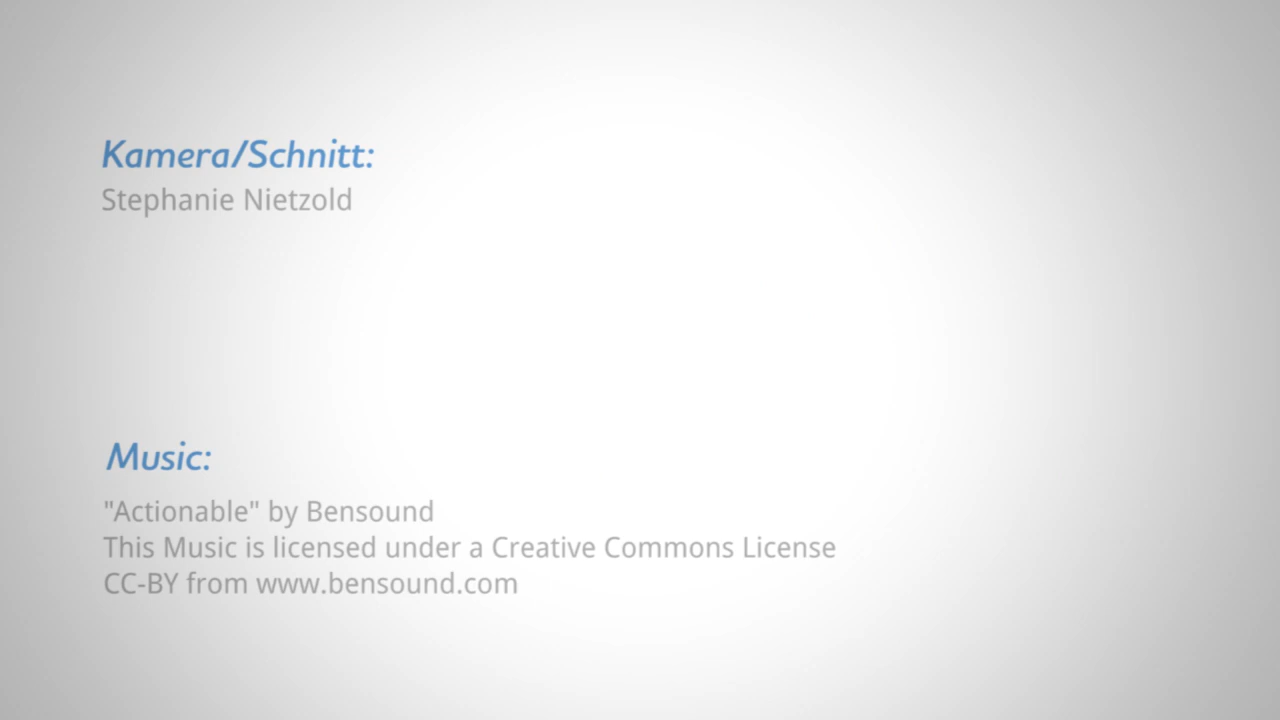 Kamera/Schnitt:
Stephanie Nietzold
Music:
"Actionable" by Bensound
This Music is licensed under a Creative Commons License
CC-BY from www.bensound.com